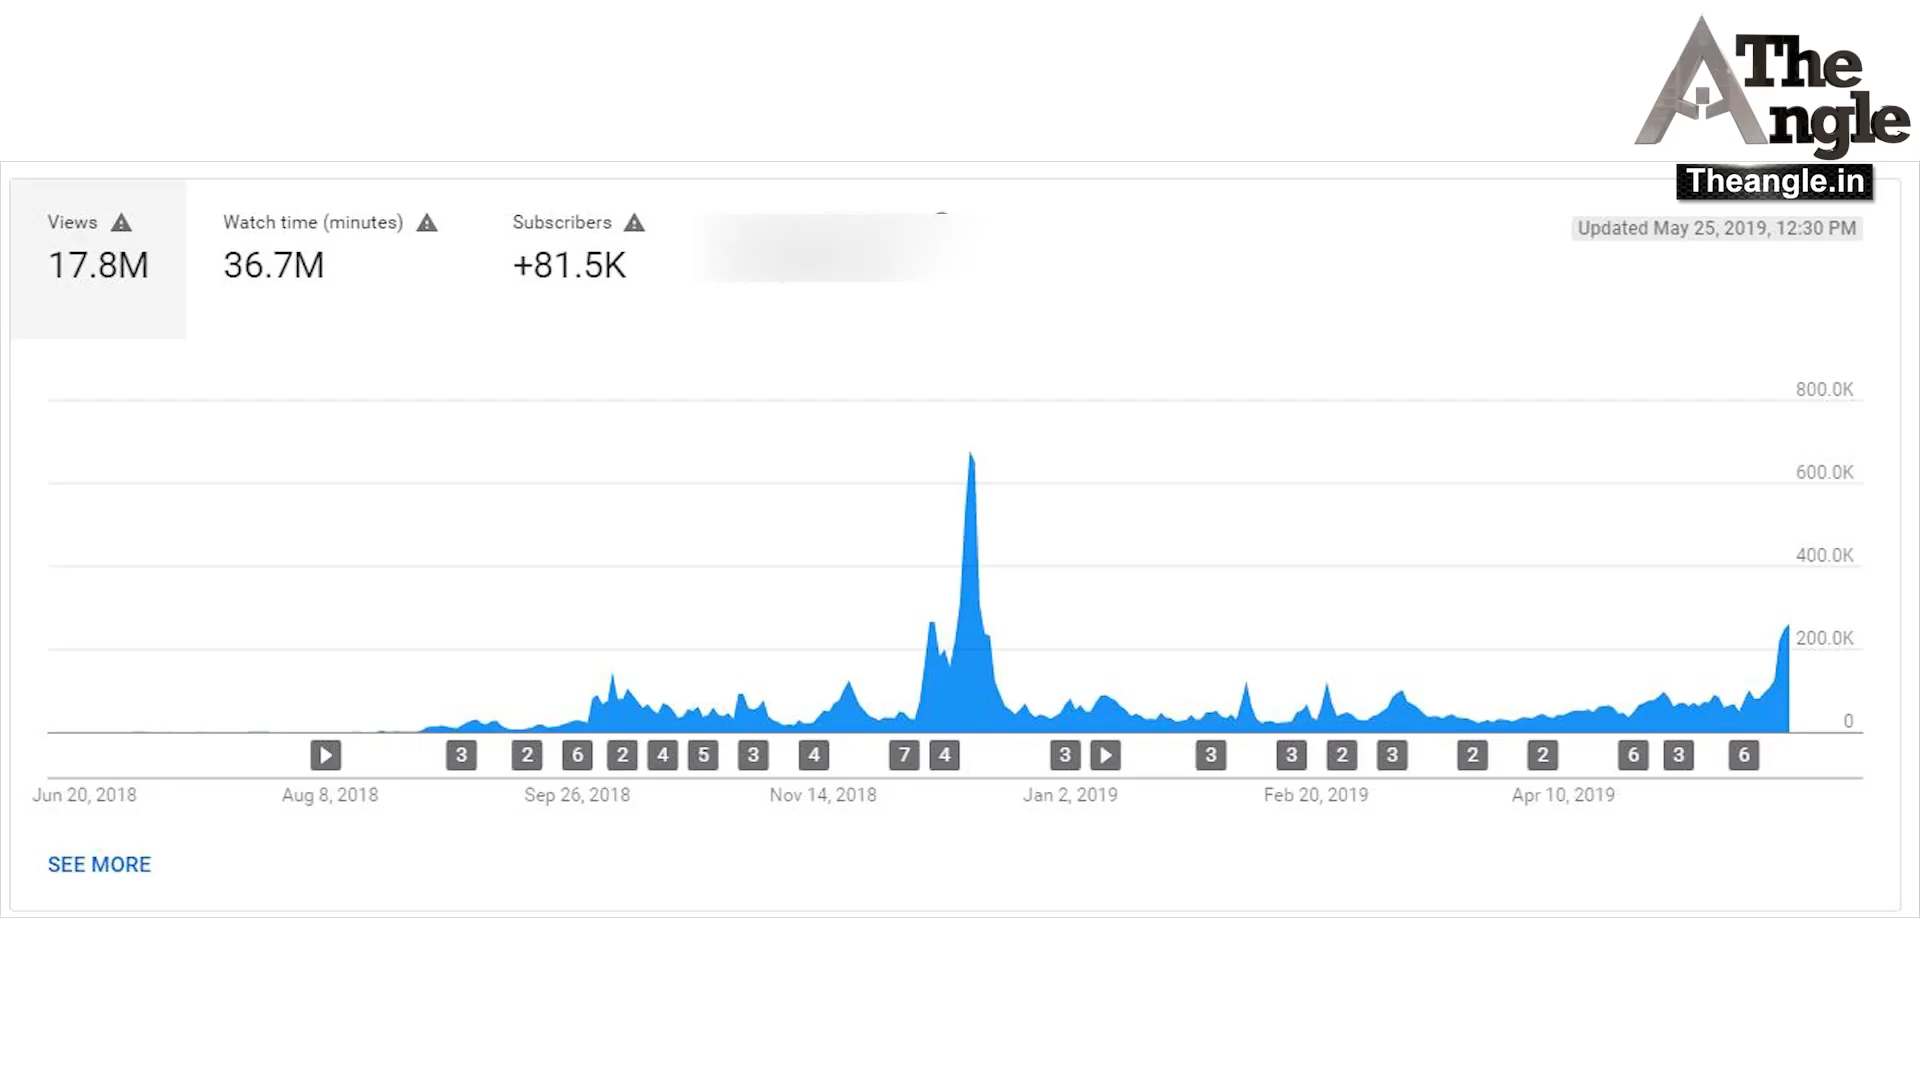 The
Angle
Theangle.in
Views
17.8M
Watch time (minutes)
36.7M
Subscribers
+81.5K
Updated May 25, 2019, 12:30 PM
800.0K
600.0K
400.0K
200.0K
0
3 2 6 2 4 5 3 4 7 4 3 3 3 2 3 2 2 6 3 6
Jun 20, 2018 Aug 8, 2018 Sep 26, 2018 Nov 14, 2018 Jan 2, 2019 Feb 20, 2019 Apr 10, 2019
SEE MORE